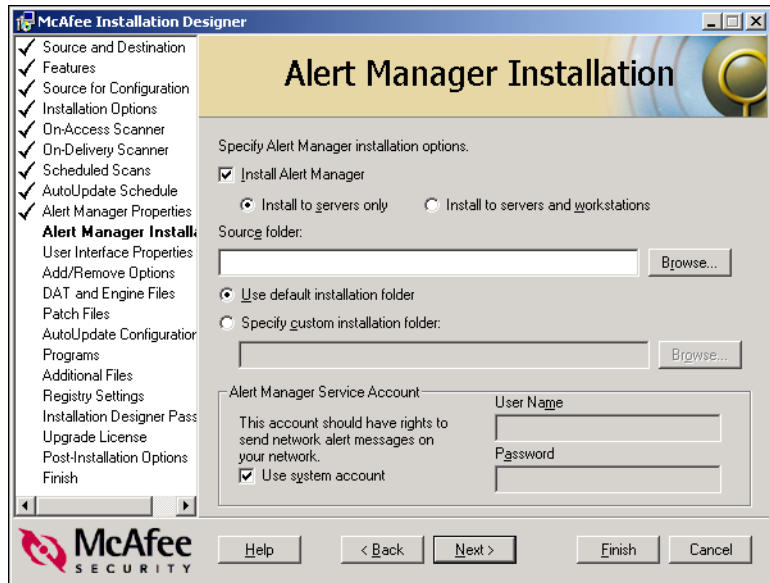 McAfee Installation Designer
Source and Destination
Features
Source for Configuration
Installation Options
On-Access Scanner
On-Delivery Scanner
Scheduled Scans
AutoUpdate Schedule
Alert Manager Properties
Alert Manager Installa
User Interface Properties
Add/Remove Options
DAT and Engine Files
Patch Files
AutoUpdate Configuration
Programs
Additional Files
Registry Settings
Installation Designer Pass
Upgrade License
Post-Installation Options
Finish
Alert Manager Installation
Specify Alert Manager installation options.
Install Alert Manager
Install to servers only
Install to servers and workstations
Source folder:
Browse...
Use default installation folder
Specify custom installation folder:
Browse...
Alert Manager Service Account
This account should have rights to
send network alert messages on
your network.
Use system account
User Name
Password
McAfee
SECURITY
Help
< Back
Next >
Finish
Cancel